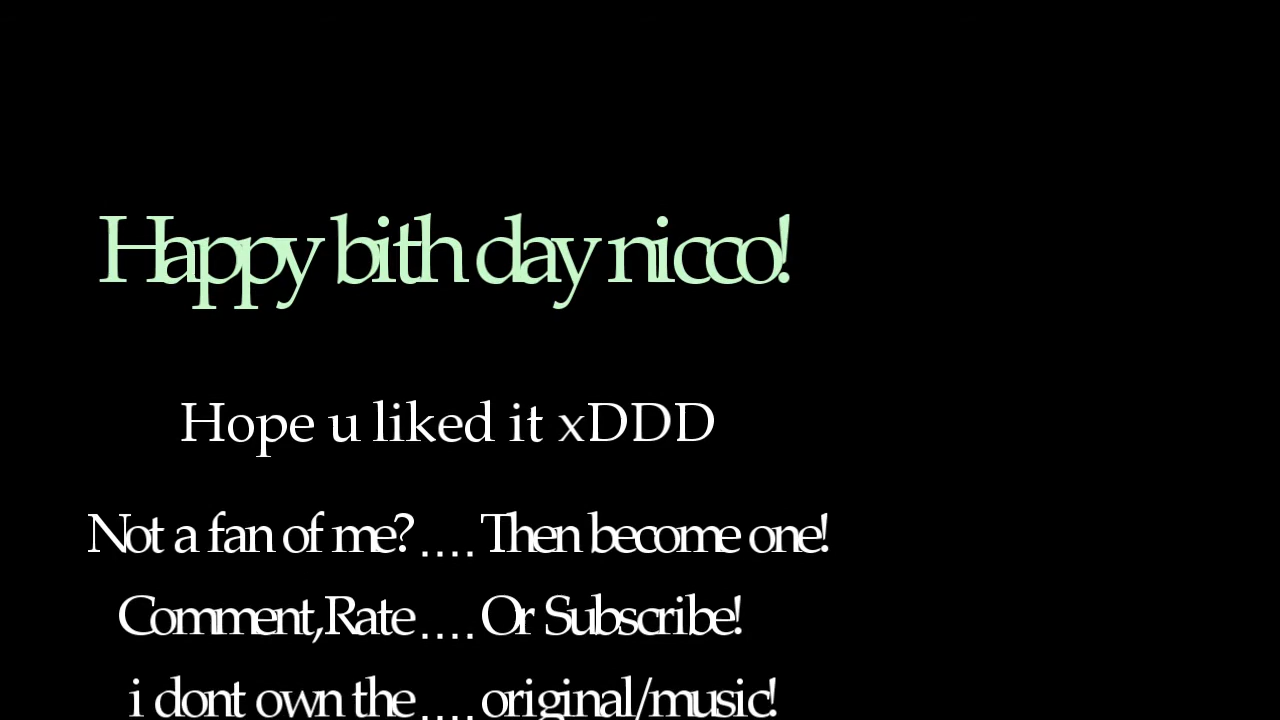 Happy bith day nicco!
Hope u liked it xDDD
Not a fan of me?....Then become one!
Comment,Rate....Or Subscribe!
i dont own the....original/music!